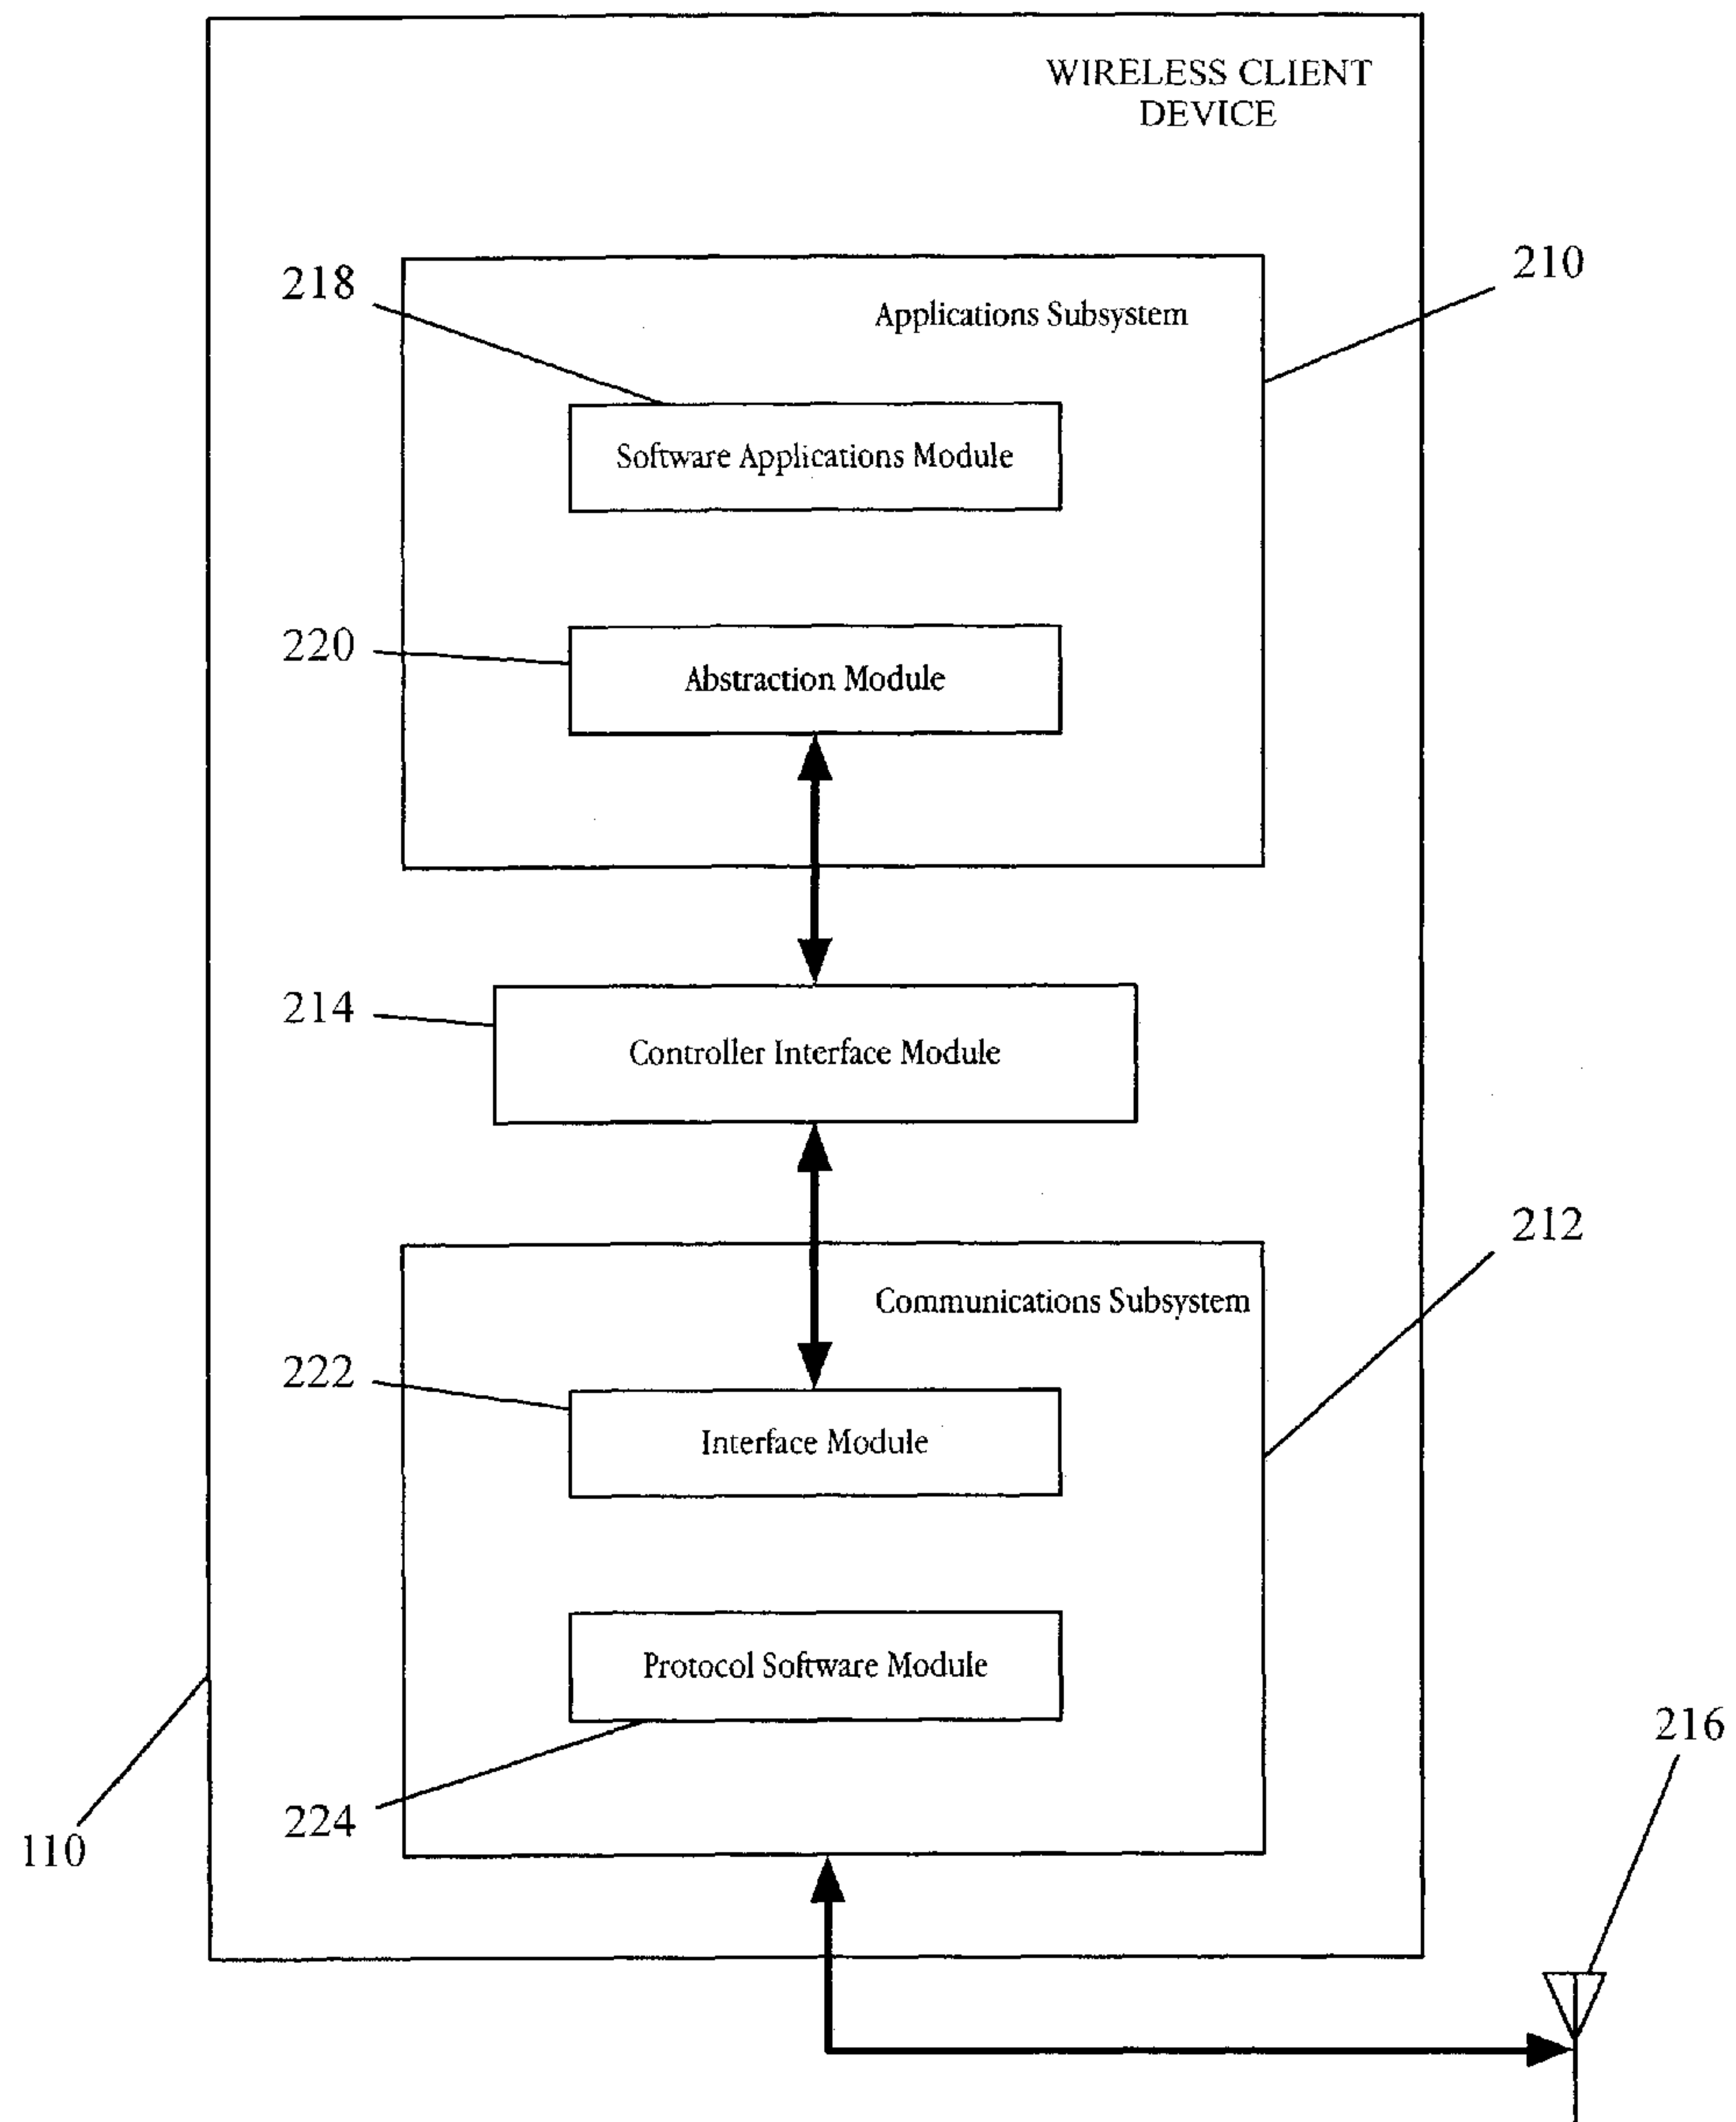 WIRELESS CLIENT
DEVICE
210
218
Applications Subsystem
Software Applications Module
220
Abstraction Module
214
Controller Interface Module
212
Communications Subsystem
222
Interface Module
Protocol Software Module
216
224
110